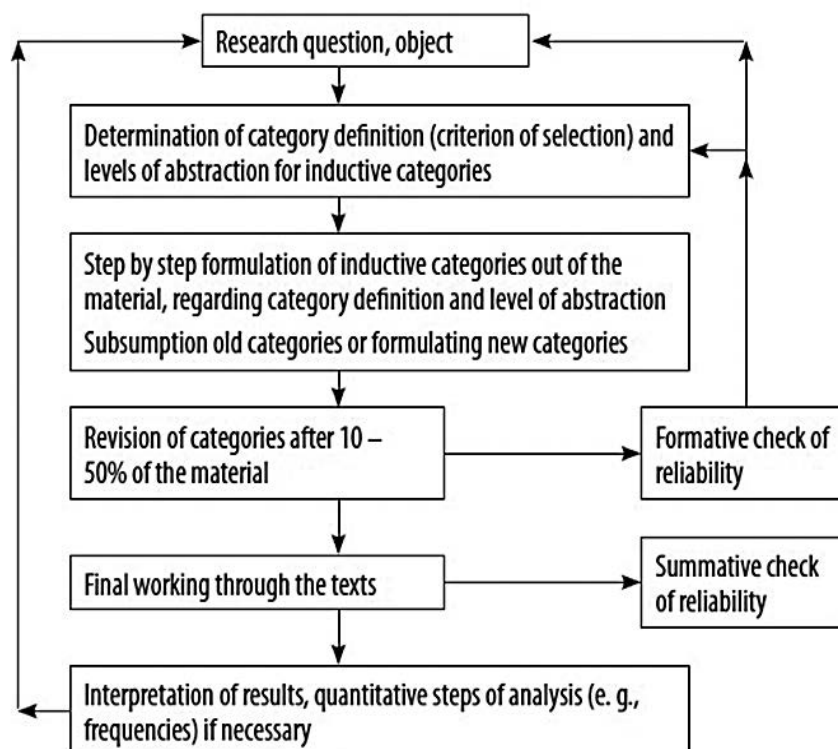 Research question, object
Determination of category definition (criterion of selection) and
levels of abstraction for inductive categories
Step by step formulation of inductive categories out of the
material, regarding category definition and level of abstraction
Subsumption old categories or formulating new categories
Revision of categories after 10 –
50% of the material
Formative check of
reliability
Final working through the texts
Summative check
of reliability
Interpretation of results, quantitative steps of analysis (e. g.,
frequencies) if necessary